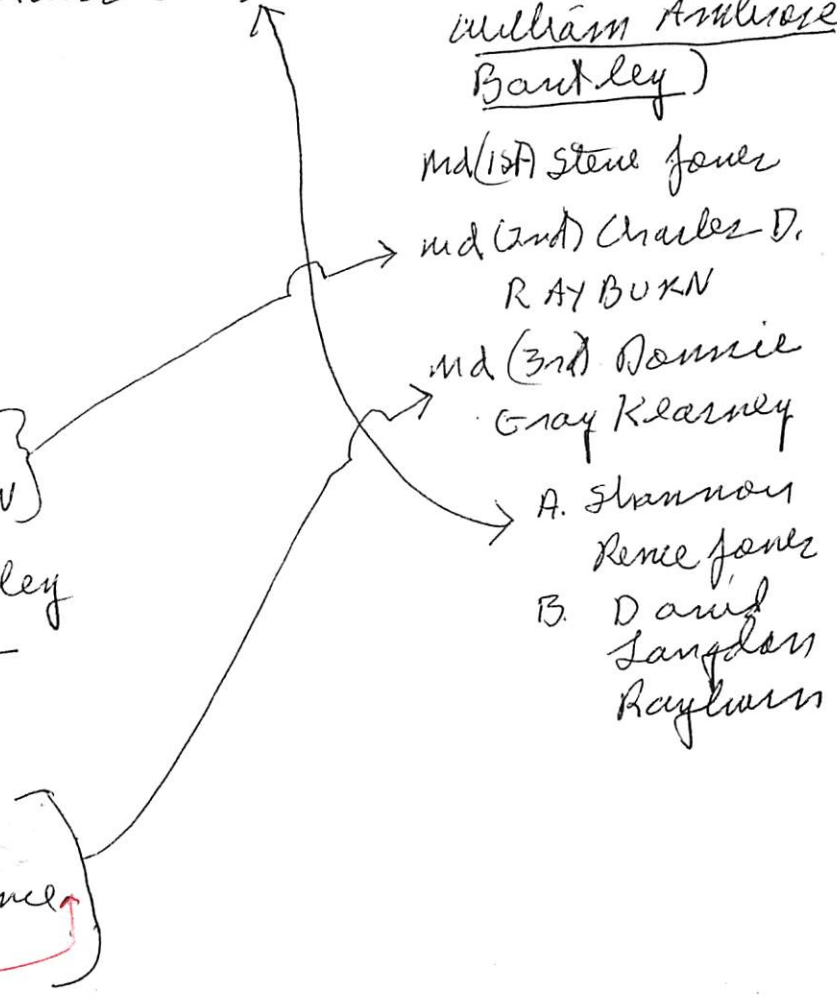 William Ambrose
Bartley)
md (1st) Steve Jones
md (2nd) Charles D.
RAYBURN
md (3rd) Donnie
Gray Kearney
A. Shannon
Renee Jones
B. David
Langdon
Rayburn
ley